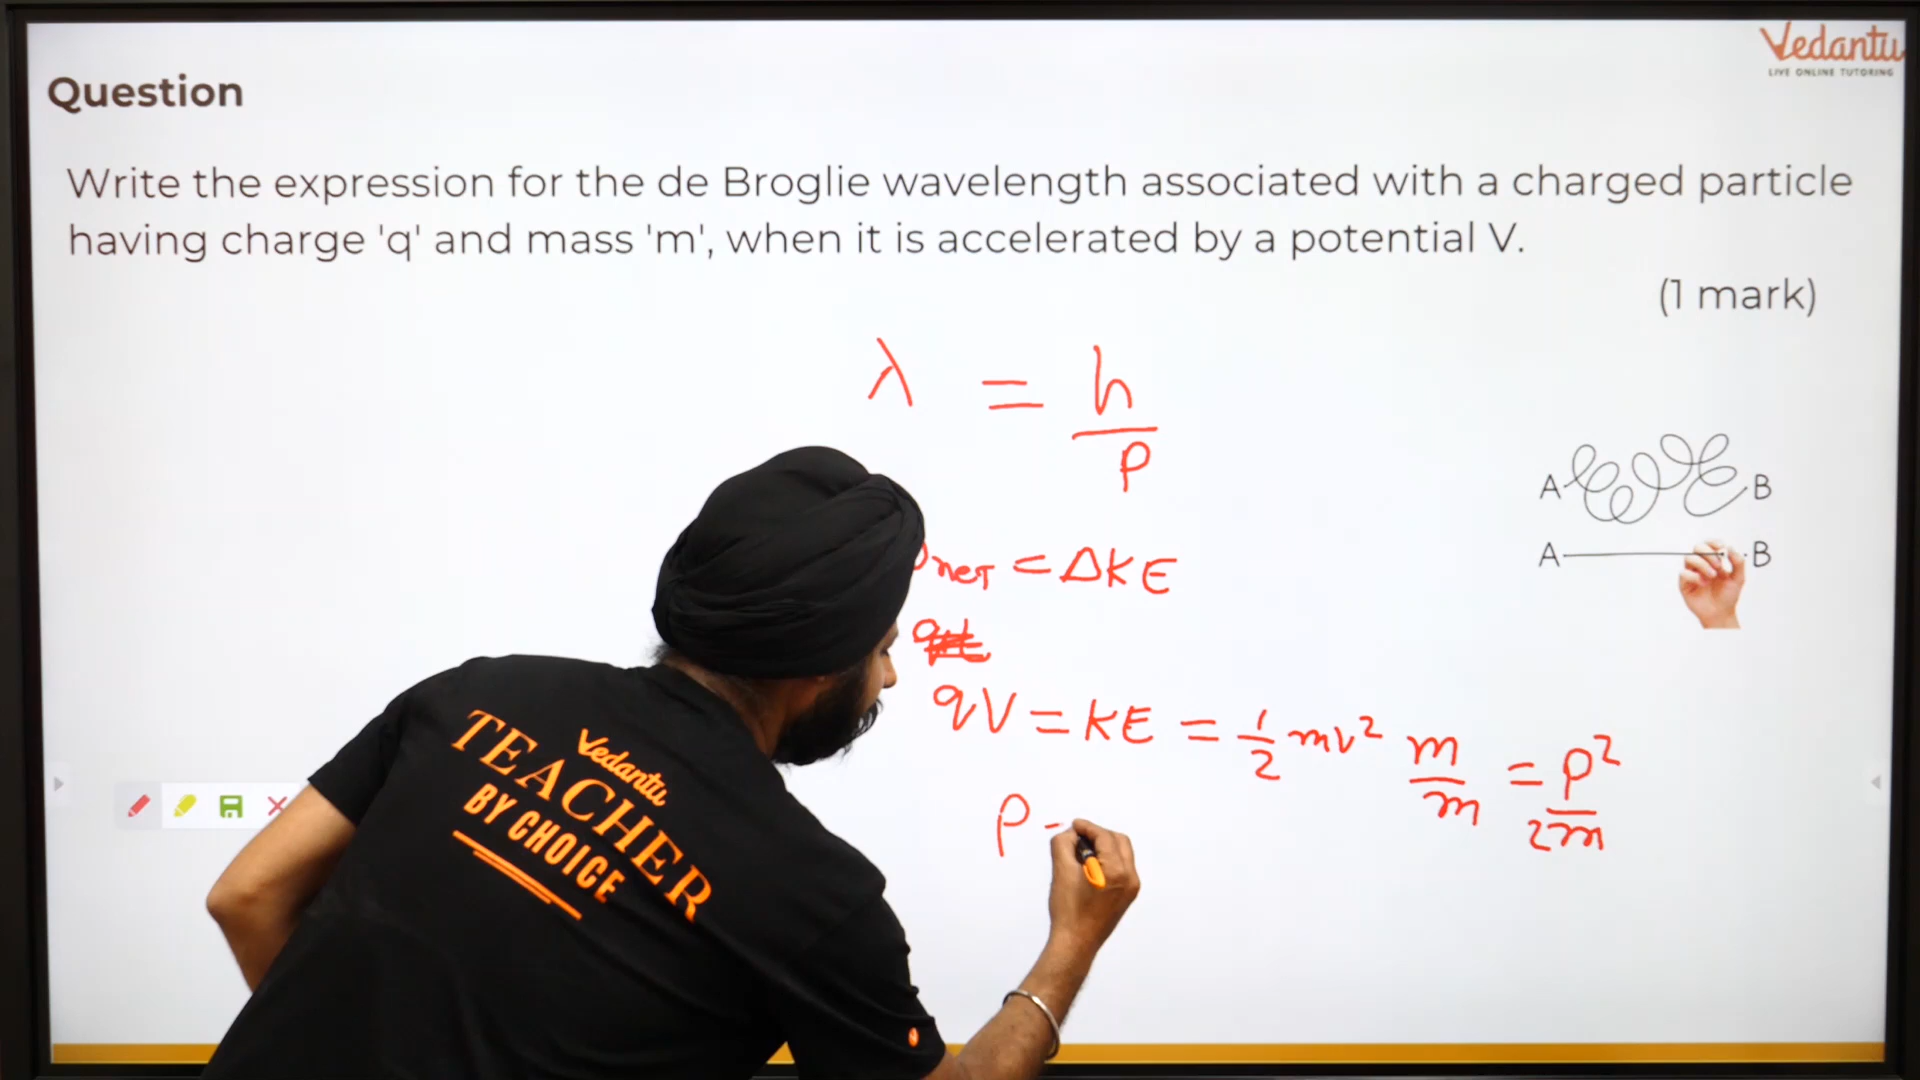 Vedantu
LIVE ONLINE TUTORING
Question
Write the expression for the de Broglie wavelength associated with a charged particle
having charge 'q' and mass 'm', when it is accelerated by a potential V.
(1 mark)
λ = h/p
A B
A B
net = ΔKE
qV = KE = 1/2 mv² m/m = p²/2m
p -
Vedantu
TEACHER
BY CHOICE